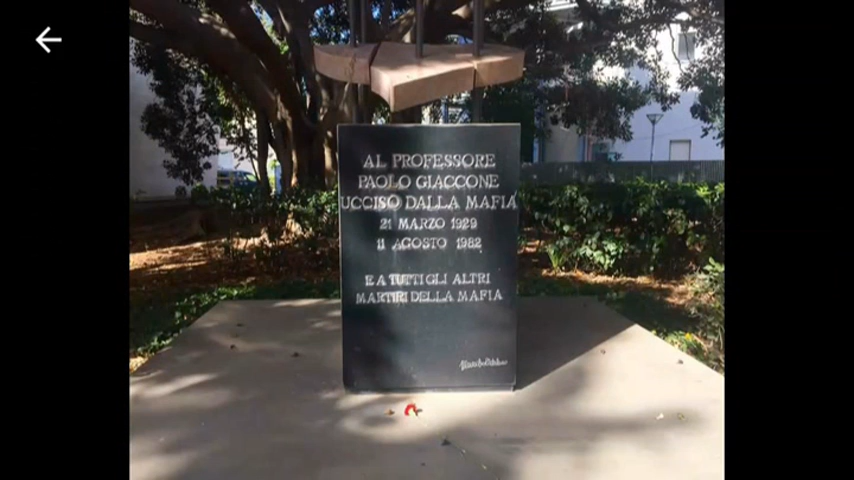 AL PROFESSORE
PAOLO GIACCONE
UCCISO DALLA MAFIA
21 MARZO 1929
11 AGOSTO 1982
E A TUTTI GLI ALTRI
MARTIRI DELLA MAFIA